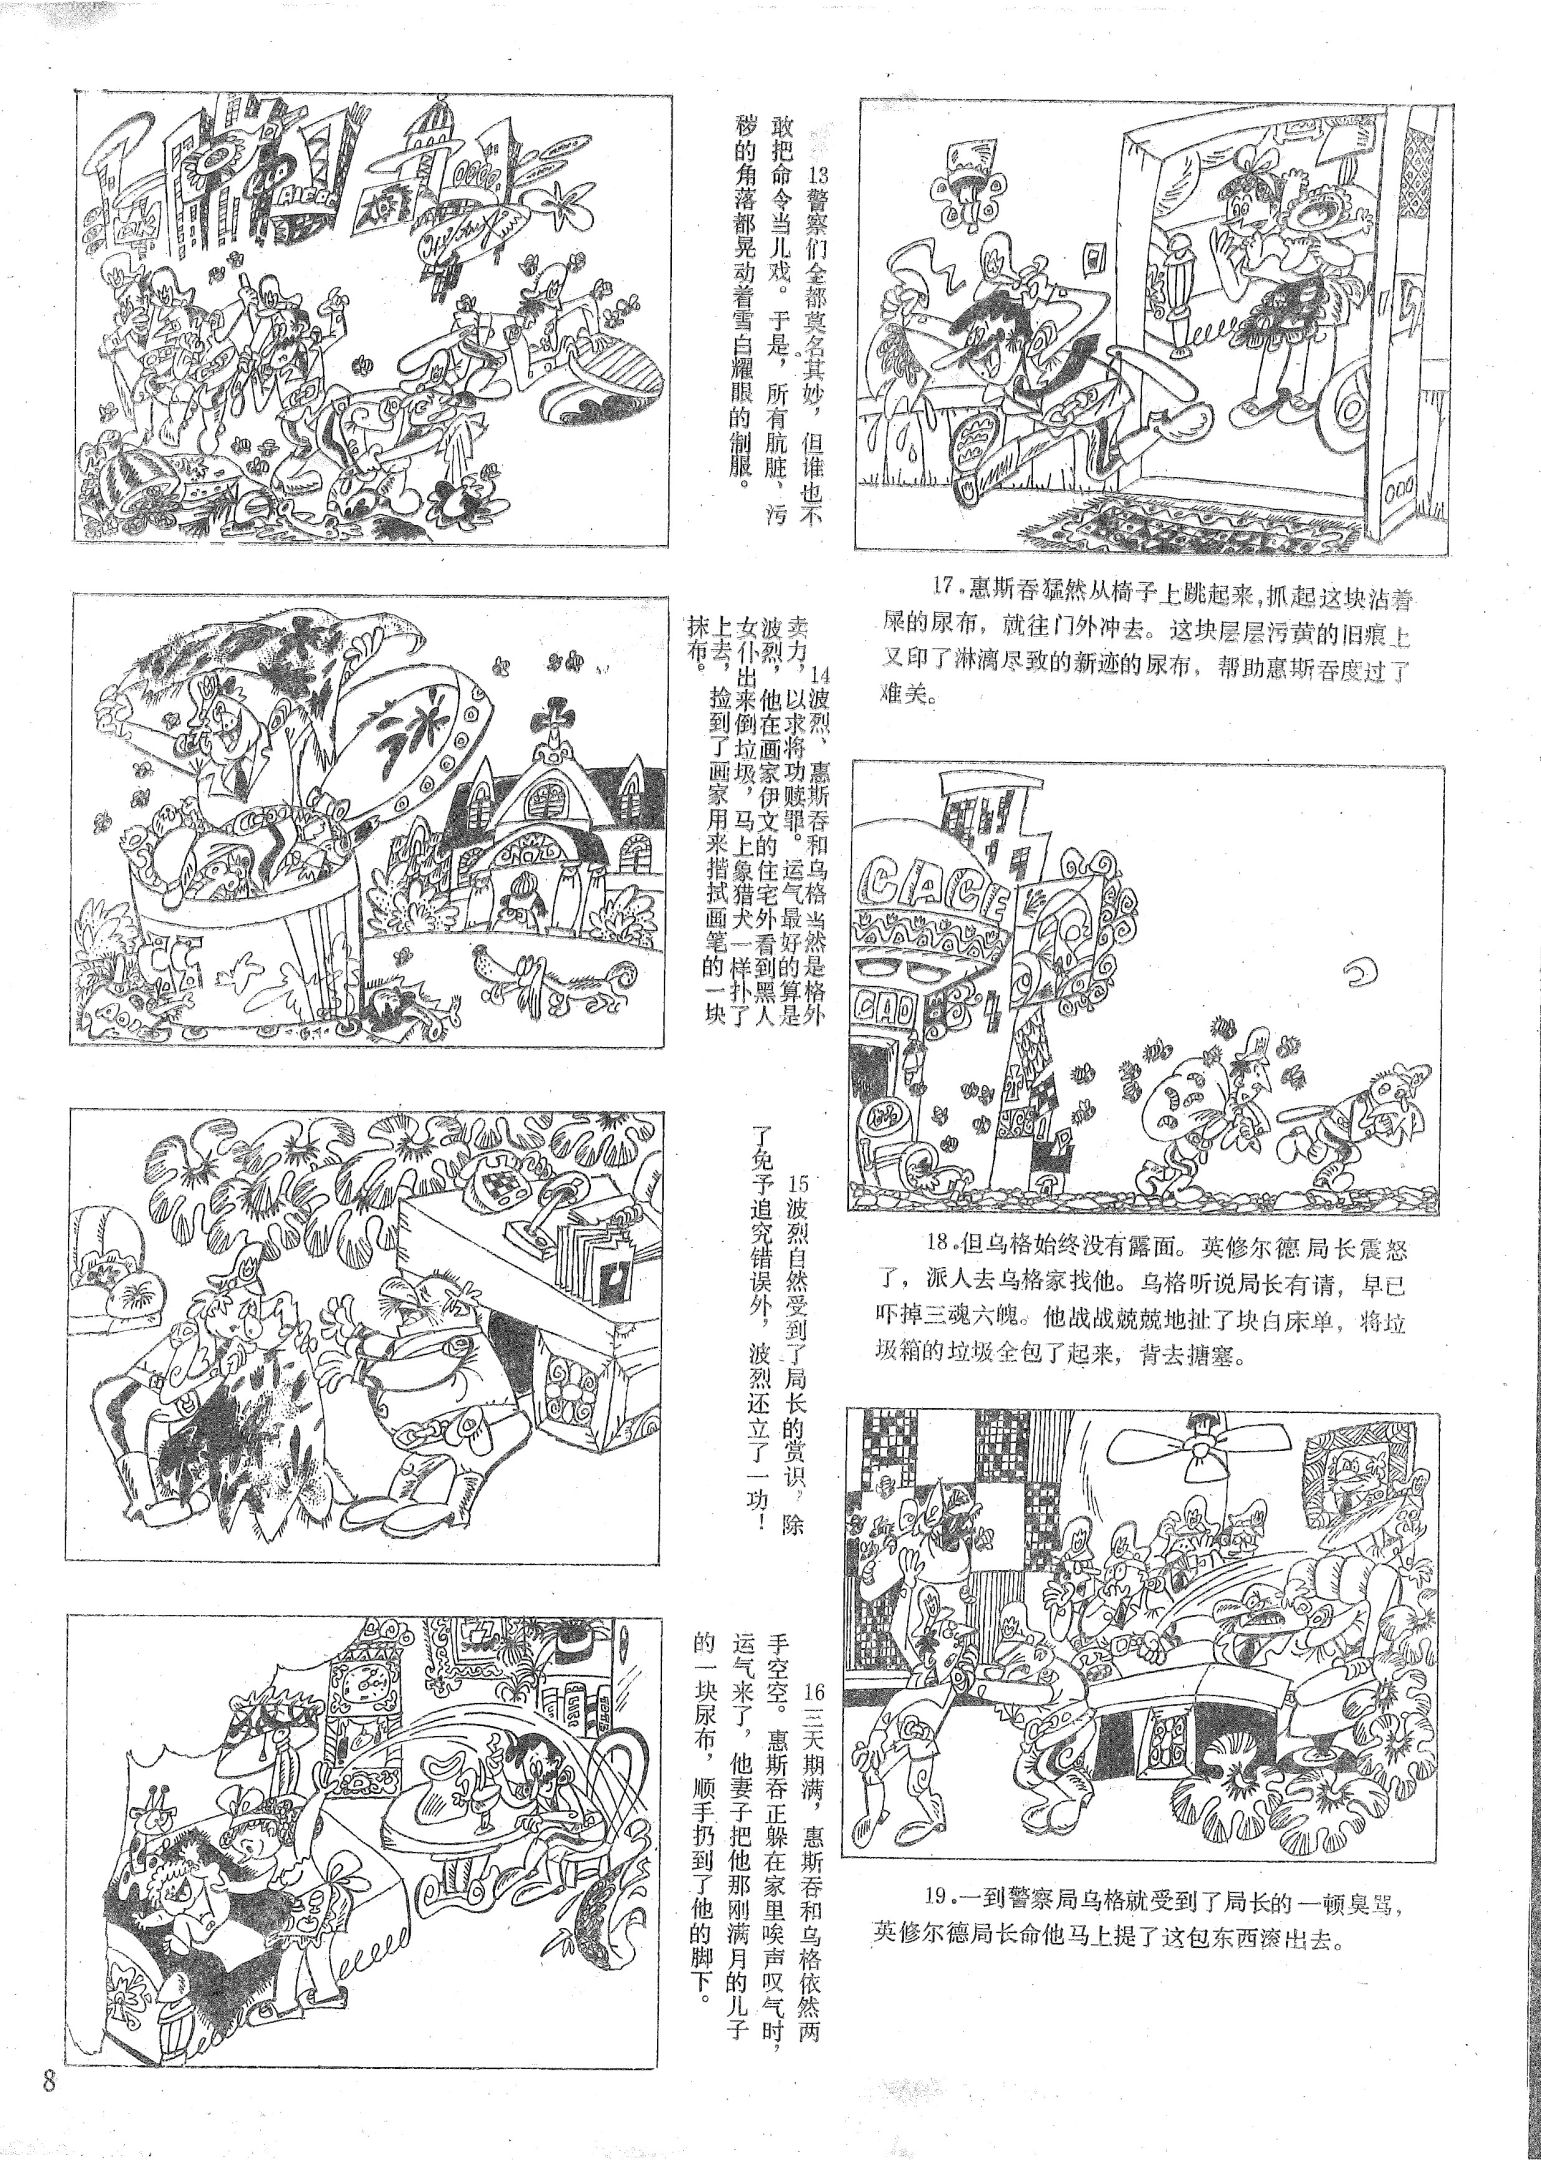 13警察们全都莫名其妙，但谁也不
敢把命令当儿戏。于是，所有肮脏，污
秽的角落都晃动着雪白耀眼的制服。
14波烈、惠斯吞和乌格当然是格外
卖力，以求将功赎罪。运气最好的算是
波烈，他在画家伊文的住宅外看到黑人
女仆出来倒垃圾，马上象猎犬一样扑了
上去，捡到了画家用来揩拭画笔的一块
抹布。
15波烈自然受到了局长的赏识，除
了免予追究错误外，波烈还立了一功！
16三天期满，惠斯吞和乌格依然两
手空空。惠斯吞正躲在家里唉声叹气时，
运气来了，他妻子把他那刚满月的儿子
的一块尿布，顺手扔到了他的脚下。
17。惠斯吞猛然从椅子上跳起来，抓起这块沾着
屎的尿布，就往门外冲去。这块层层污黄的旧痕上
又印了淋漓尽致的新迹的尿布，帮助惠斯吞度过了
难关。
CACE
CAO
18。但乌格始终没有露面。英修尔德局长震怒
了，派人去乌格家找他。乌格听说局长有请，早已
吓掉三魂六魄。他战战兢兢地扯了块白床单，将垃
圾箱的垃圾全包了起来，背去搪塞。
19。一到警察局乌格就受到了局长的一顿臭骂，
英修尔德局长命他马上提了这包东西滚出去。
8